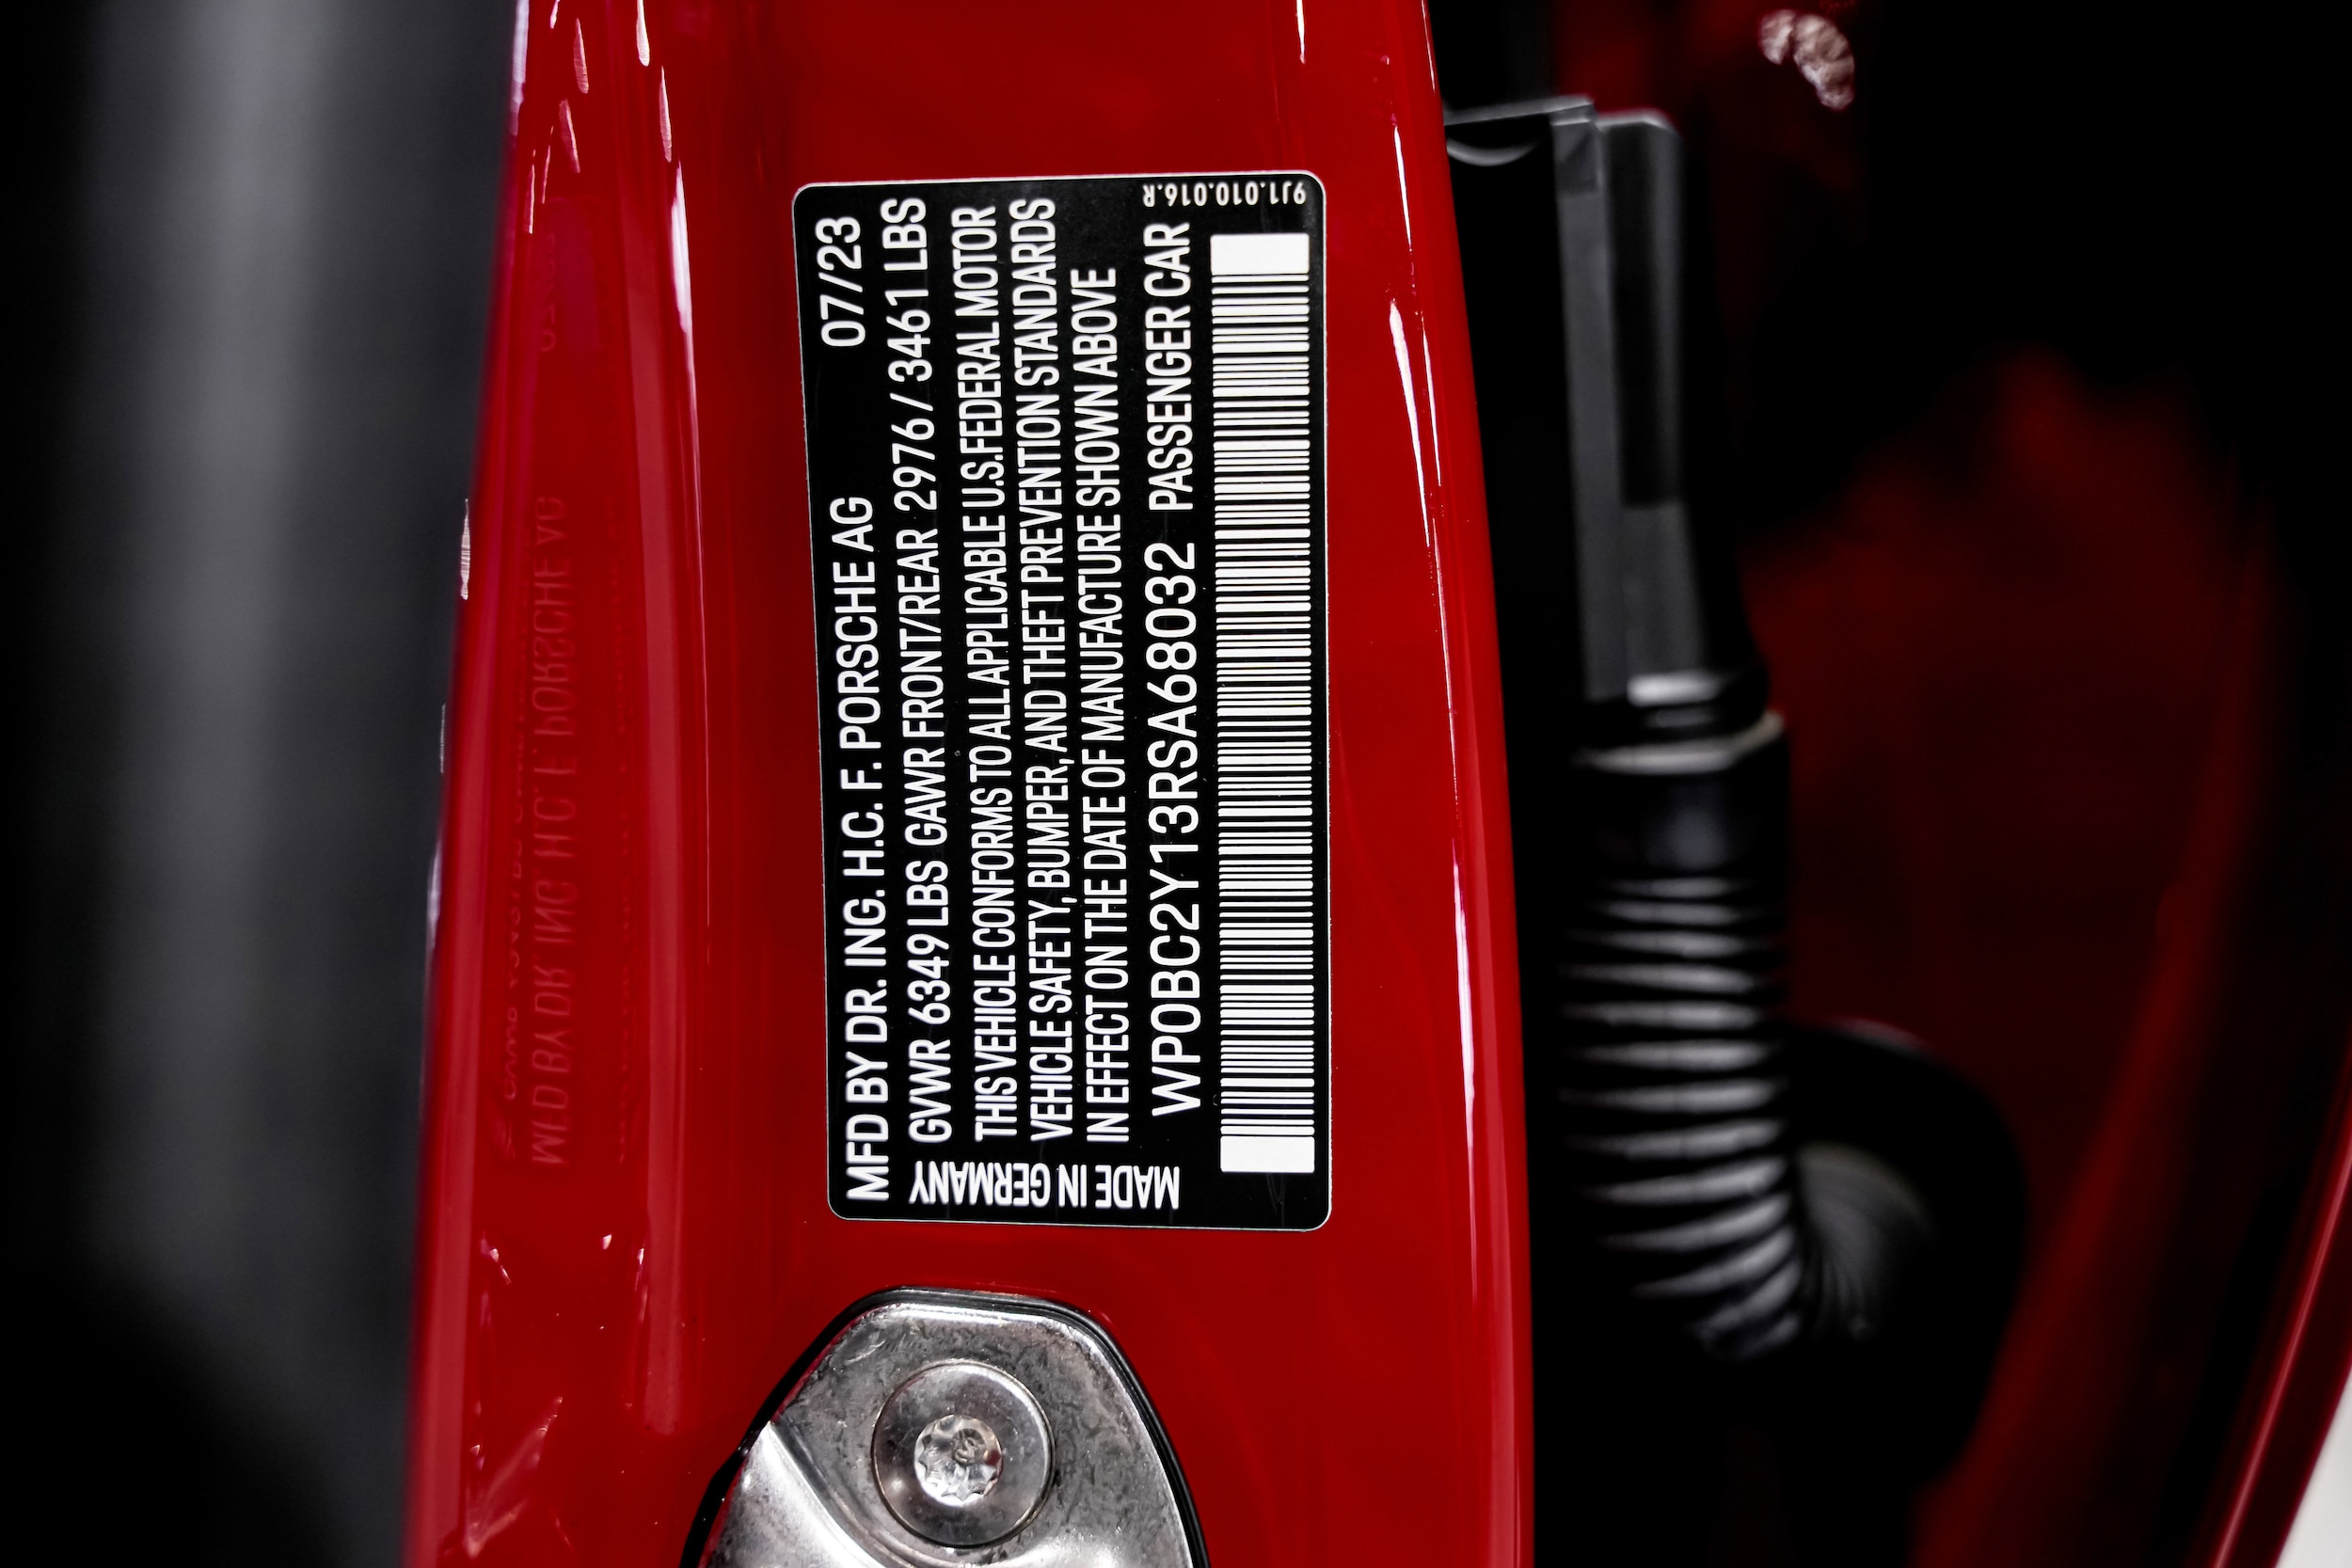 MFD BY DR. ING. H.C. F. PORSCHE AG 07/23
GVWR 6349 LBS GAWR FRONT/REAR 2976 / 3461 LBS
THIS VEHICLE CONFORMS TO ALL APPLICABLE U.S.FEDERAL MOTOR
VEHICLE SAFETY, BUMPER, AND THEFT PREVENTION STANDARDS
IN EFFECT ON THE DATE OF MANUFACTURE SHOWN ABOVE
WP0BC2Y13RSA68032 PASSENGER CAR
MADE IN GERMANY
9J1.010.016.R